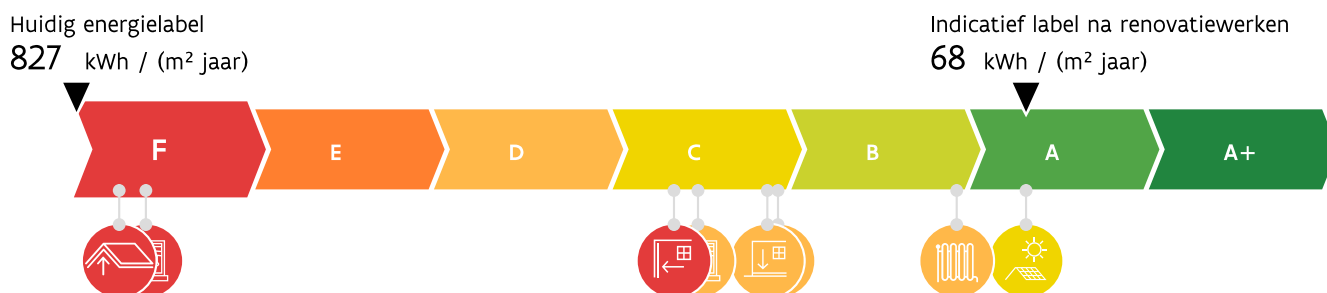 Huidig energielabel
827 kWh / (m² jaar)
Indicatief label na renovatiewerken
68 kWh / (m² jaar)
F E D C B A A+